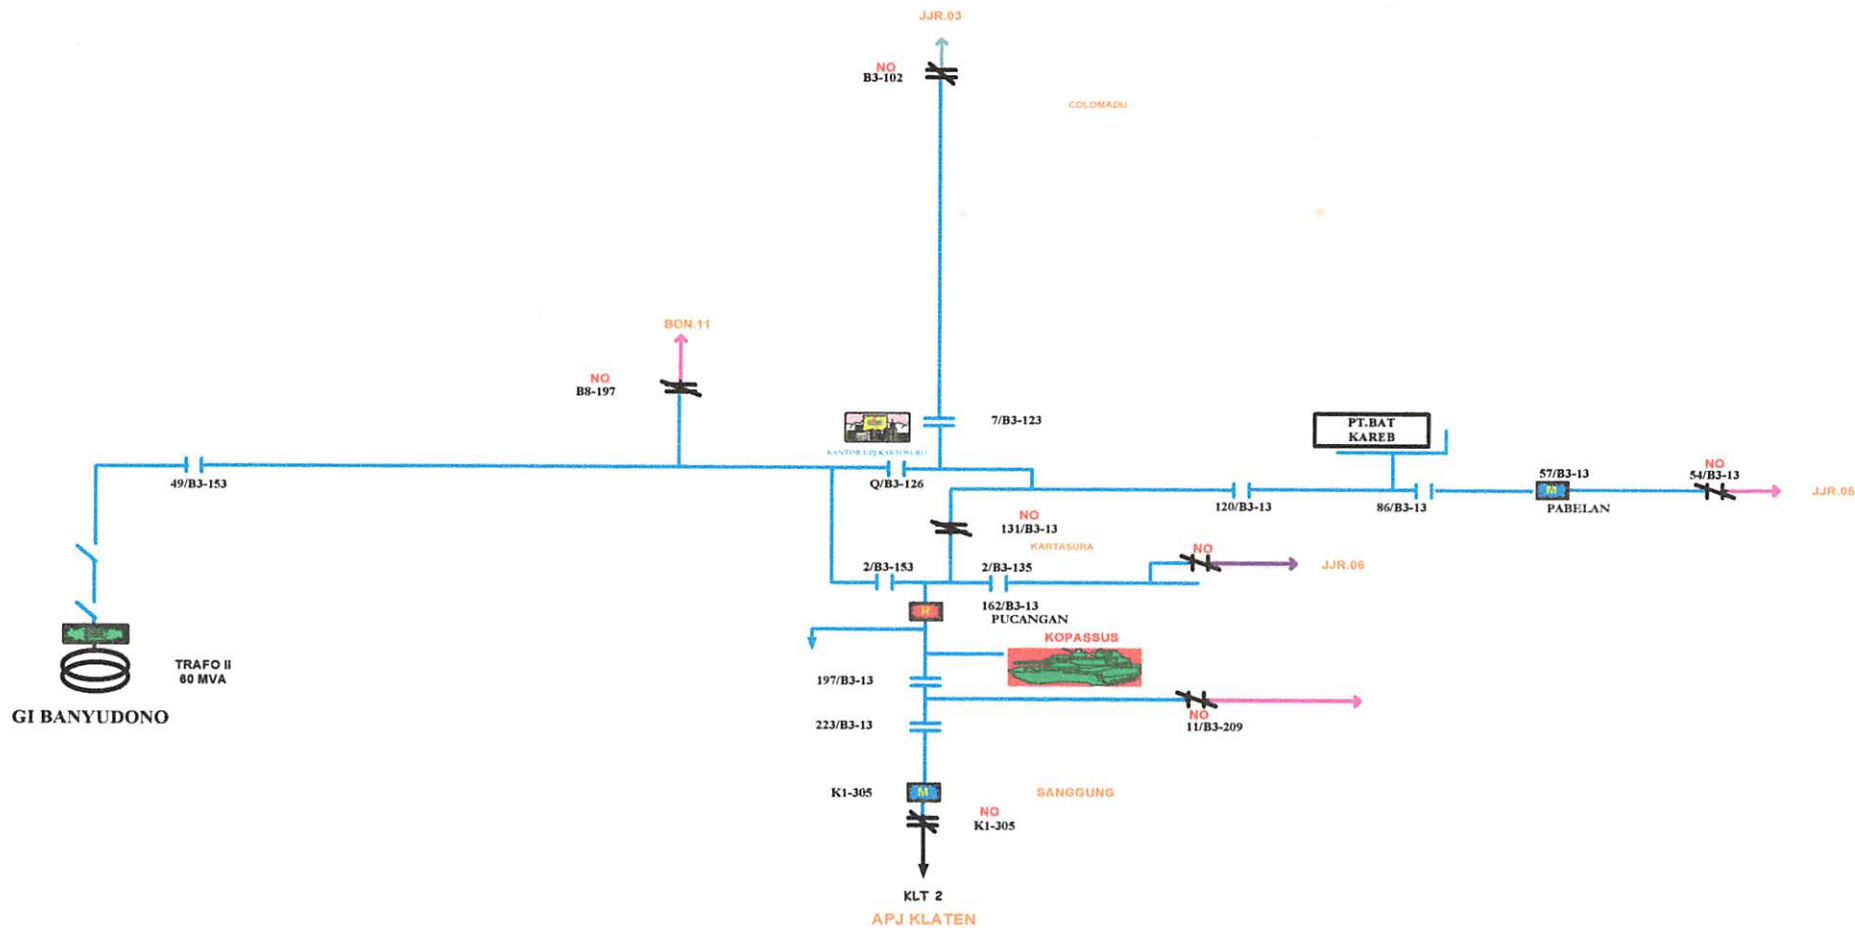 JJR.03
NO
B3-102
COLOMADU
BDN.11
NO
B8-197
7/B3-123
PT.BAT
KAREB
KANTOR UPJ KARTOSURO
49/B3-153
Q/B3-126
57/B3-13
NO
54/B3-13
JJR.05
120/B3-13
86/B3-13
M
PABELAN
NO
131/B3-13
KARTASURA
2/B3-153
2/B3-135
NO
JJR.06
R
162/B3-13
PUCANGAN
KOPASSUS
TRAFO II
60 MVA
GI BANYUDONO
197/B3-13
NO
11/B3-209
223/B3-13
K1-305
M
SANGGUNG
NO
K1-305
KLT 2
APJ KLATEN